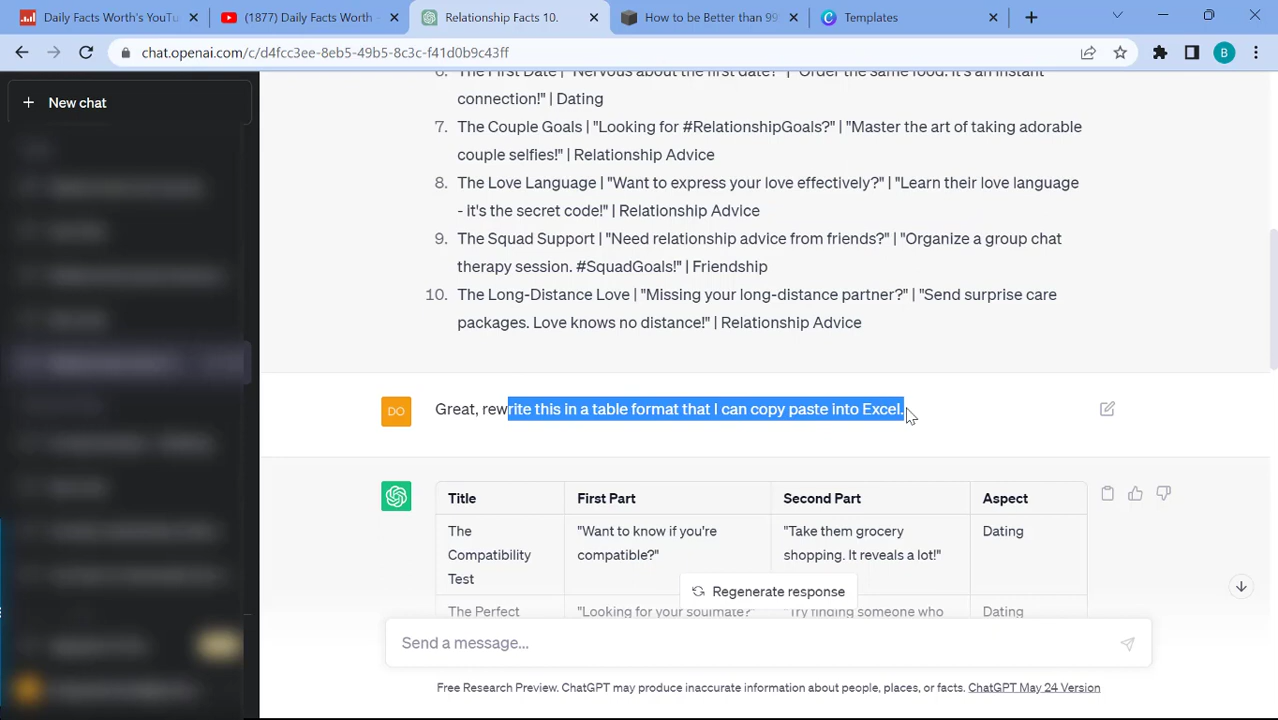 Daily Facts Worth's YouT
(1877) Daily Facts Worth -
Relationship Facts 10.
How to be Better than 99
Templates
chat.openai.com/c/d4fcc3ee-8eb5-49b5-8c3c-f41d0b9c43ff
B
New chat
6. The First Date | "Nervous about the first date?" | "Order the same food. It's an instant
connection!" | Dating
7. The Couple Goals | "Looking for #RelationshipGoals?" | "Master the art of taking adorable
couple selfies!" | Relationship Advice
8. The Love Language | "Want to express your love effectively?" | "Learn their love language
- It's the secret code!" | Relationship Advice
9. The Squad Support | "Need relationship advice from friends?" | "Organize a group chat
therapy session. #SquadGoals!" | Friendship
10. The Long-Distance Love | "Missing your long-distance partner?" | "Send surprise care
packages. Love knows no distance!" | Relationship Advice
DO
Great, rewrite this in a table format that I can copy paste into Excel.
Title First Part Second Part Aspect
The "Want to know if you're "Take them grocery Dating
Compatibility compatible?" shopping. It reveals a lot!"
Test
Regenerate response
The Perfect "Looking for your soulmate?" "Try finding someone who Dating
Send a message...
Free Research Preview. ChatGPT may produce inaccurate information about people, places, or facts. ChatGPT May 24 Version